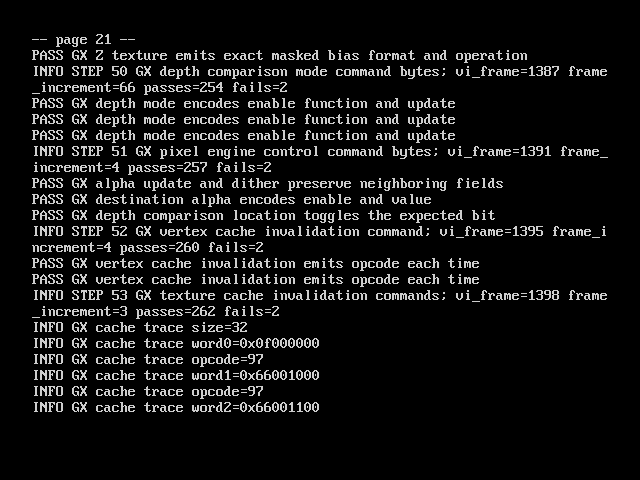 -- page 21 --
PASS GX Z texture emits exact masked bias format and operation
INFO STEP 50 GX depth comparison mode command bytes; vi_frame=1387 frame
_increment=66 passes=254 fails=2
PASS GX depth mode encodes enable function and update
PASS GX depth mode encodes enable function and update
PASS GX depth mode encodes enable function and update
INFO STEP 51 GX pixel engine control command bytes; vi_frame=1391 frame_
increment=4 passes=257 fails=2
PASS GX alpha update and dither preserve neighboring fields
PASS GX destination alpha encodes enable and value
PASS GX depth comparison location toggles the expected bit
INFO STEP 52 GX vertex cache invalidation command; vi_frame=1395 frame_i
ncrement=4 passes=260 fails=2
PASS GX vertex cache invalidation emits opcode each time
PASS GX vertex cache invalidation emits opcode each time
INFO STEP 53 GX texture cache invalidation commands; vi_frame=1398 frame
_increment=3 passes=262 fails=2
INFO GX cache trace size=32
INFO GX cache trace word0=0x0f000000
INFO GX cache trace opcode=97
INFO GX cache trace word1=0x66001000
INFO GX cache trace opcode=97
INFO GX cache trace word2=0x66001100